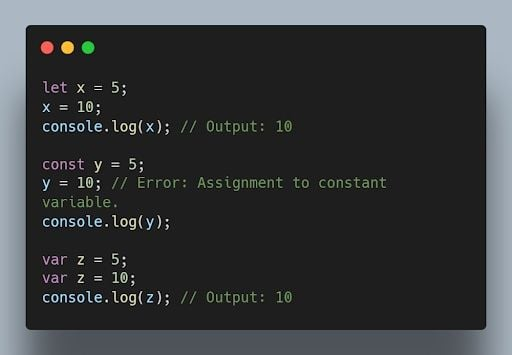 let x = 5;
x = 10;
console.log(x); // Output: 10
const y = 5;
y = 10; // Error: Assignment to constant
variable.
console.log(y);
var z = 5;
var z = 10;
console.log(z); // Output: 10